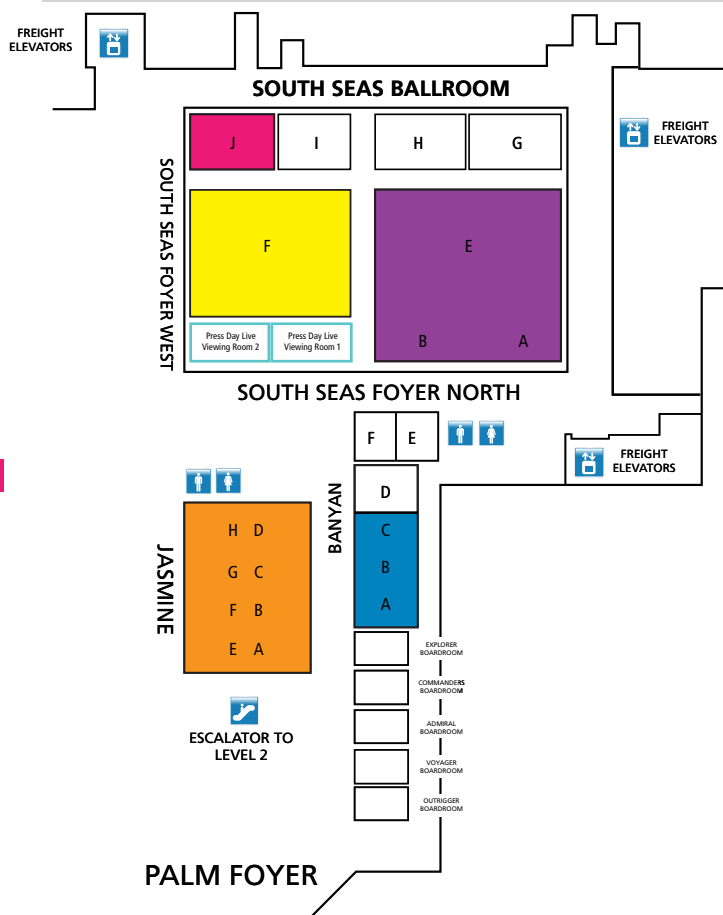 FREIGHT
ELEVATORS
SOUTH SEAS BALLROOM
FREIGHT
ELEVATORS
J
I
H
G
SOUTH SEAS FOYER WEST
F
E
B
A
Press Day Live
Viewing Room 2
Press Day Live
Viewing Room 1
SOUTH SEAS FOYER NORTH
F
E
FREIGHT
ELEVATORS
BANYAN
D
C
B
A
JASMINE
H D
G C
F B
E A
EXPLORER
BOARDROOM
COMMANDERS
BOARDROOM
ADMIRAL
BOARDROOM
VOYAGER
BOARDROOM
OUTRIGGER
BOARDROOM
ESCALATOR TO
LEVEL 2
PALM FOYER